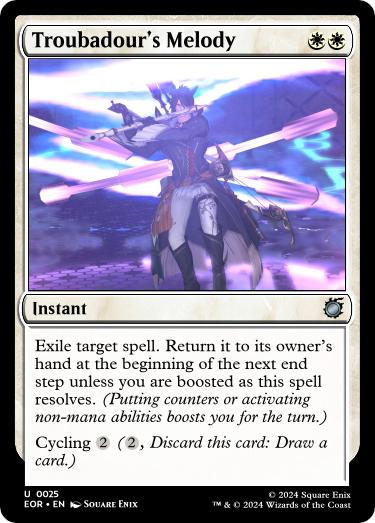 Troubadour's Melody
Instant
Exile target spell. Return it to its owner's
hand at the beginning of the next end
step unless you are boosted as this spell
resolves. (Putting counters or activating
non-mana abilities boosts you for the turn.)
Cycling 2 (2, Discard this card: Draw a
card.)
U 0025
EOR • EN Square Enix
© 2024 Square Enix
™ & © 2024 Wizards of the Coast